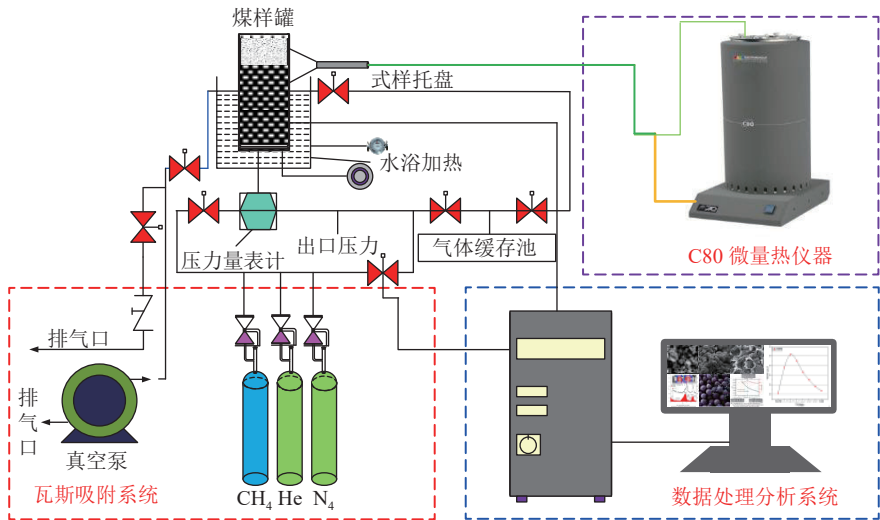 煤样罐
式样托盘
水浴加热
压力量表计
出口压力
气体缓存池
C80 微量热仪器
排气口
排气口
真空泵
瓦斯吸附系统
CH₄ He N₄
数据处理分析系统